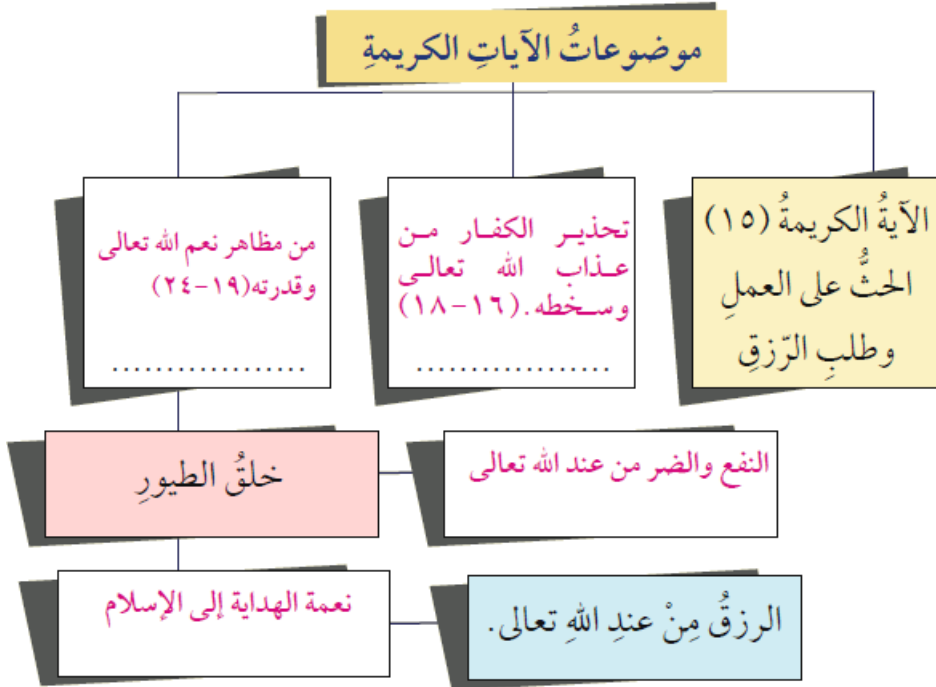 موضوعاتُ الآياتِ الكريمةِ
الآيةُ الكريمةُ (١٥)
الحثُّ على العملِ
وطلبِ الرّزقِ
تحذير الكفار من
عذاب الله تعالى
وسخطه. (١٦-١٨)
..................
من مظاهر نعم الله تعالى
وقدرته(١٩-٢٤)
..................
خلقُ الطيورِ
النفع والضر من عند الله تعالى
نعمة الهداية إلى الإسلام
الرزقُ مِنْ عندِ اللهِ تعالى.